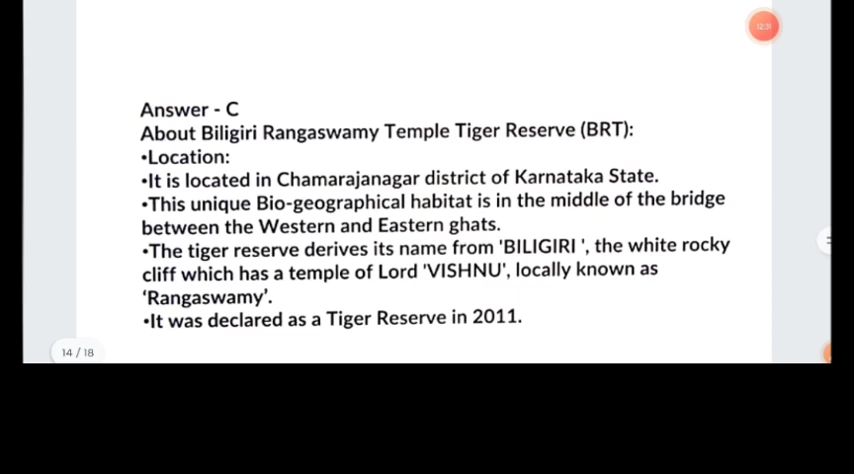 12:31
Answer - C
About Biligiri Rangaswamy Temple Tiger Reserve (BRT):
•Location:
•It is located in Chamarajanagar district of Karnataka State.
•This unique Bio-geographical habitat is in the middle of the bridge
between the Western and Eastern ghats.
•The tiger reserve derives its name from 'BILIGIRI ', the white rocky
cliff which has a temple of Lord 'VISHNU', locally known as
‘Rangaswamy’.
•It was declared as a Tiger Reserve in 2011.
14 / 18